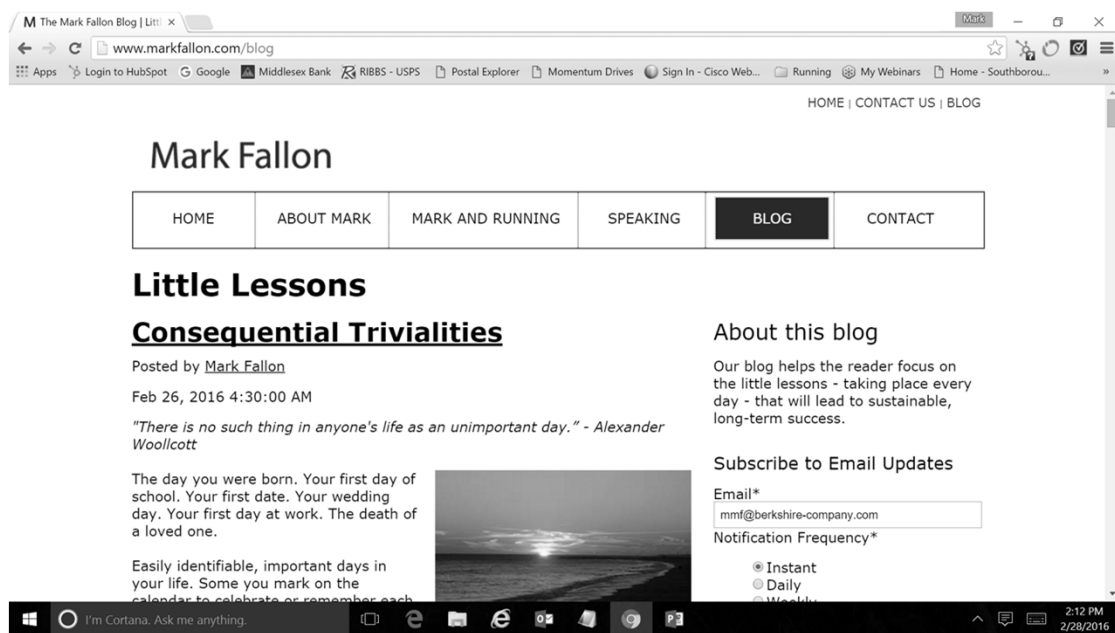 M The Mark Fallon Blog | Littl ×
Mark
www.markfallon.com/blog
Apps Login to HubSpot G Google Middlesex Bank RIBBS - USPS Postal Explorer Momentum Drives Sign In - Cisco Web... Running My Webinars Home - Southborou... »
HOME | CONTACT US | BLOG
Mark Fallon
HOME ABOUT MARK MARK AND RUNNING SPEAKING BLOG CONTACT
Little Lessons
Consequential Trivialities
Posted by Mark Fallon
Feb 26, 2016 4:30:00 AM
"There is no such thing in anyone's life as an unimportant day.” - Alexander
Woollcott
The day you were born. Your first day of
school. Your first date. Your wedding
day. Your first day at work. The death of
a loved one.
Easily identifiable, important days in
your life. Some you mark on the
calendar to celebrate or remember each
About this blog
Our blog helps the reader focus on
the little lessons - taking place every
day - that will lead to sustainable,
long-term success.
Subscribe to Email Updates
Email*
mmf@berkshire-company.com
Notification Frequency*
Instant
Daily
Weekly
I'm Cortana. Ask me anything.
2:12 PM
2/28/2016